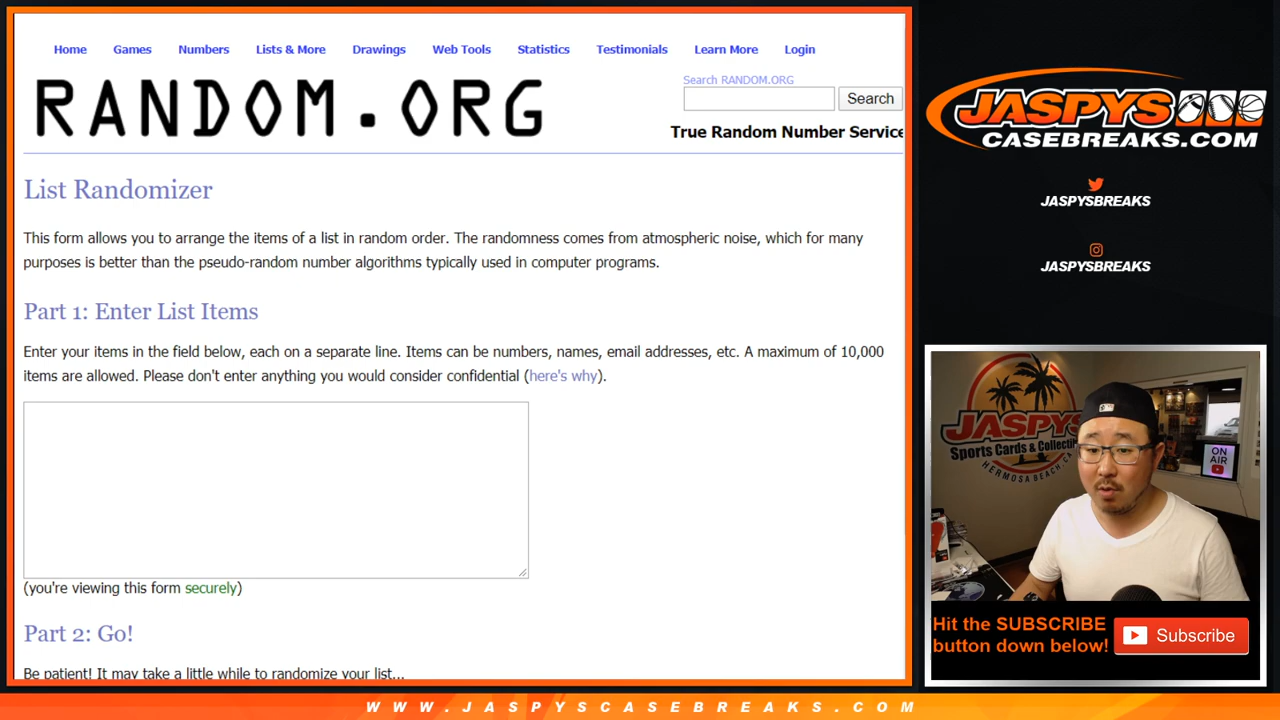 Home Games Numbers Lists & More Drawings Web Tools Statistics Testimonials Learn More Login
RANDOM.ORG
Search RANDOM.ORG
Search
True Random Number Service
List Randomizer
This form allows you to arrange the items of a list in random order. The randomness comes from atmospheric noise, which for many
purposes is better than the pseudo-random number algorithms typically used in computer programs.
Part 1: Enter List Items
Enter your items in the field below, each on a separate line. Items can be numbers, names, email addresses, etc. A maximum of 10,000
items are allowed. Please don't enter anything you would consider confidential (here's why).
(you're viewing this form securely)
Part 2: Go!
Be patient! It may take a little while to randomize your list...
JASPYS
CASEBREAKS.COM
JASPYSBREAKS
JASPYSBREAKS
JASPYS
Sports Cards & Collectib
HERMOSA BEACH, CA
ON
AIR
Hit the SUBSCRIBE
button down below!
Subscribe
WWW.JASPYSCASEBREAKS.COM